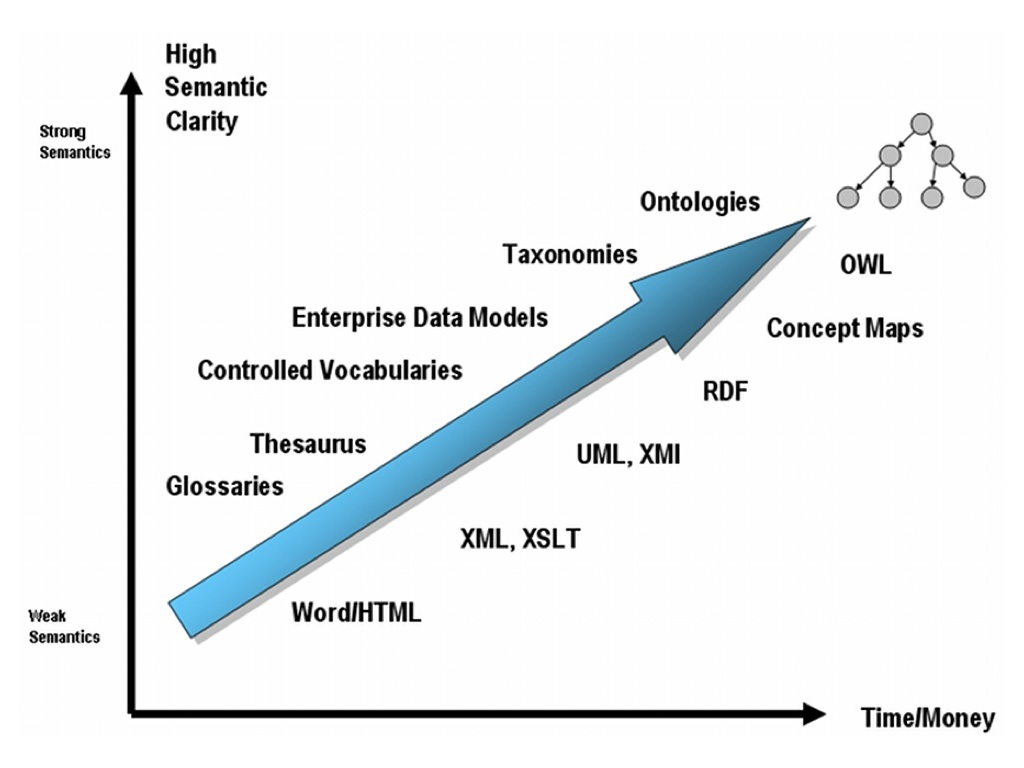 High
Semantic
Clarity
Strong
Semantics
Ontologies
Taxonomies
OWL
Enterprise Data Models
Concept Maps
Controlled Vocabularies
RDF
Thesaurus
UML, XMI
Glossaries
XML, XSLT
Word/HTML
Weak
Semantics
Time/Money